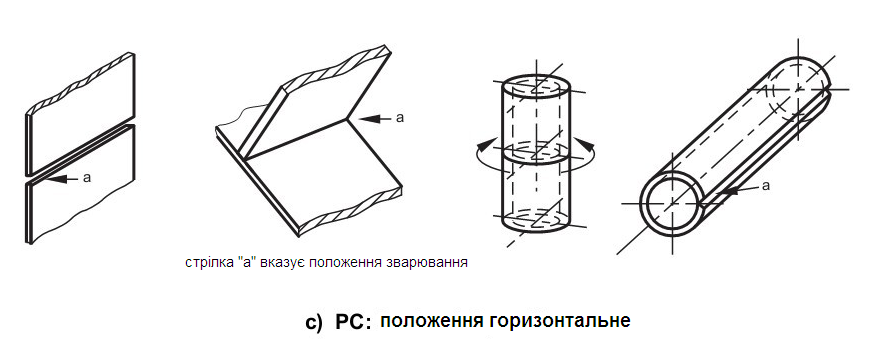 a
a
a
a
стрілка "а" вказує положення зварювання
c) PC: положення горизонтальне